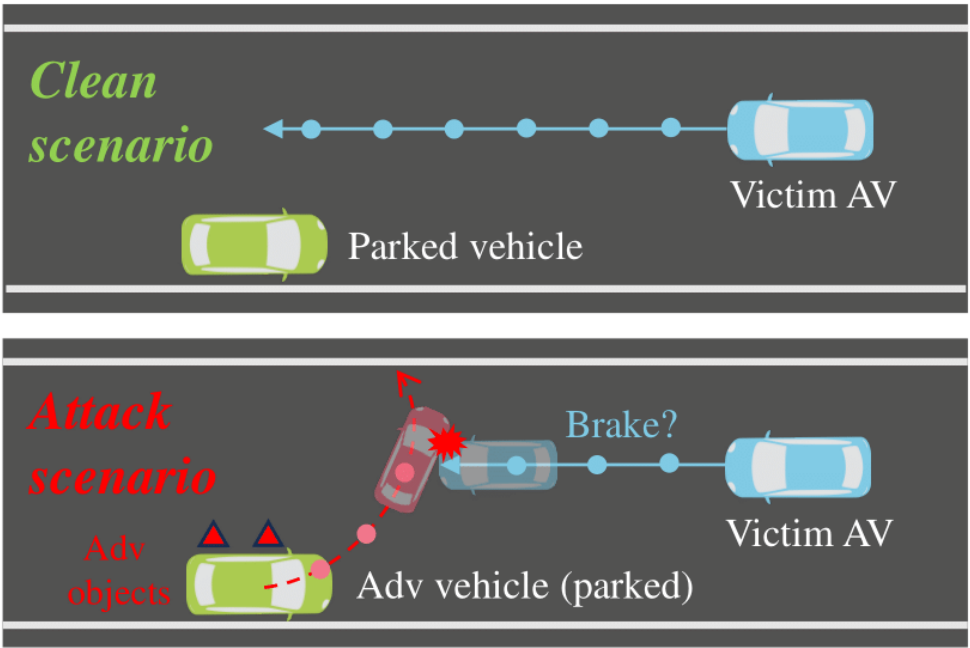 Clean
scenario
Victim AV
Parked vehicle
Attack
scenario
Brake?
Victim AV
Adv
objects
Adv vehicle (parked)